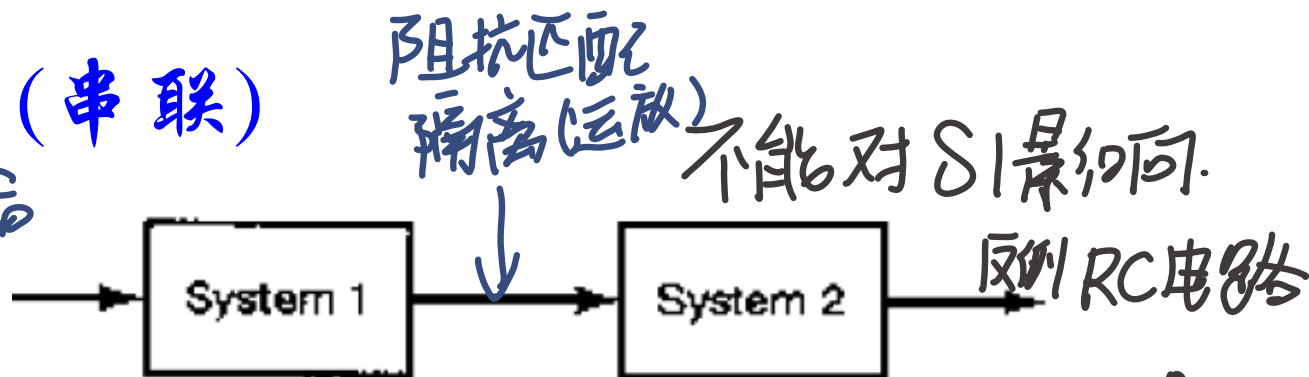 (串联)
阻抗匹配
隔离(运放)
不能对S1影响.
反例RC电路
System 1
System 2